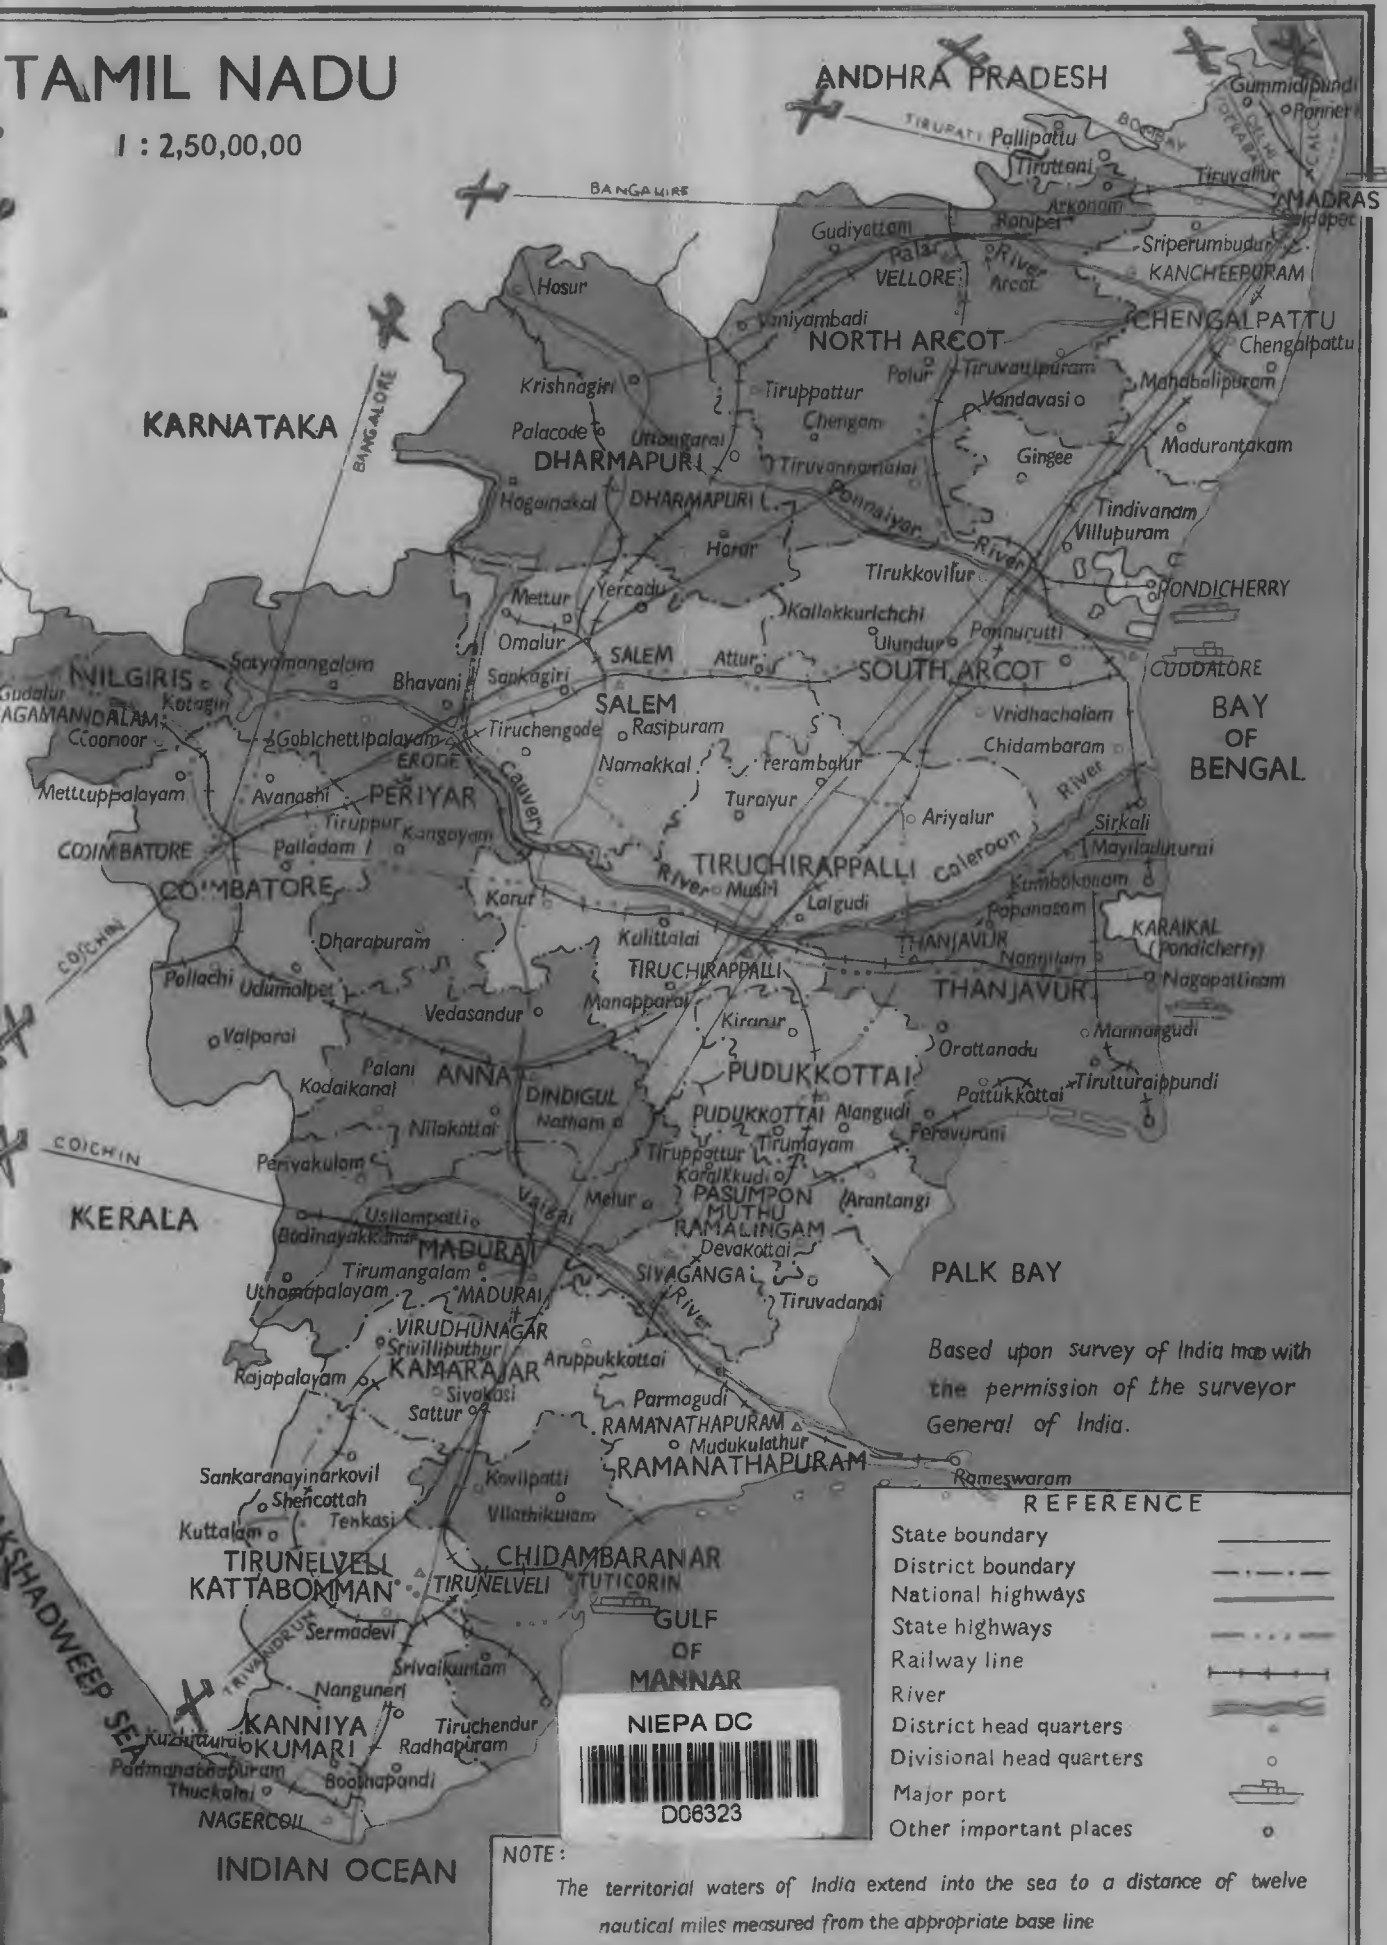 TAMIL NADU
1 : 2,50,00,00
ANDHRA PRADESH
TIRUPATI
BOMBAY
DELHI
Gummidipundi
Ponneri
Pallipattu
Tiruttani
Tiruvallur
BANGALORE
Arkonam
MADRAS
Ranipet
Gudiyattam
Palar
River
Sriperumbudur
VELLORE
Arcot
KANCHEEPURAM
Hosur
Vaniyambadi
NORTH ARCOT
CHENGALPATTU
Chengalpattu
Krishnagiri
Tiruppattur
Polur
Mahabalipuram
Vandavasi
KARNATAKA
BANGALORE
Palacode
Uttangarai
Chengam
Madurantakam
DHARMAPURI
Tiruvannamalai
Gingee
Hogainakal
DHARMAPURI
Ponnaiyar
River
Tindivanam
Villupuram
Harur
Tirukkovilur
Mettur
Yercadu
Kallakkurichchi
PONDICHERRY
Omalur
SALEM
Attur
Ulundur
Pannurutti
SOUTH ARCOT
CUDDALORE
NILGIRIS
Satyamangalam
Bhavani
Sankagiri
SALEM
Gudalur
Kotagiri
AGAMANDALAM
Coonoor
Gobichettipalayam
Tiruchengode
Rasipuram
Vridhachalam
Chidambaram
BAY
OF
BENGAL
ERODE
Namakkal
Perambalur
Mettuppalayam
Avanashi
PERIYAR
Cauvery
Turaiyur
Ariyalur
River
Tiruppur
Kangayam
Sirkali
COIMBATORE
Palladam
TIRUCHIRAPPALLI
Coleroon
Mayiladuturai
COIMBATORE
River
Musiri
Kumbakonam
Karur
Lalgudi
Papanasam
KARAIKAL
(Pondicherry)
COICHIN
Dharapuram
Kulittalai
THANJAVUR
Nannilam
Pollachi
Udumalpet
TIRUCHIRAPPALLI
THANJAVUR
Nagapattinam
Vedasandur
Manapparai
Kiranur
Mannargudi
Valparai
Orattanadu
Palani
ANNA
PUDUKKOTTAI
Tirutturaippundi
Kodaikanal
DINDIGUL
Pattukkottai
Nilakottai
Natham
PUDUKKOTTAI
Alangudi
Peravurani
COICHIN
Periyakulam
Tiruppattur
Tirumayam
Karaikkudi
KERALA
Vaigai
Melur
PASUMPON
MUTHU
RAMALINGAM
Arantangi
Usilampatti
Bodinayakkanur
MADURAI
Devakottai
Tirumangalam
SIVAGANGAI
PALK BAY
Uthamapalayam
MADURAI
River
Tiruvadanai
VIRUDHUNAGAR
Srivilliputhur
Aruppukkottai
Rajapalayam
KAMARAJAR
Sivakasi
Sattur
Parmagudi
RAMANATHAPURAM
Mudukulathur
RAMANATHAPURAM
Rameswaram
Based upon survey of India map with
the permission of the surveyor
General of India.
Sankaranayinarkovil
Kovilpatti
Shencottah
Kuttalam
Tenkasi
Vilathikulam
TIRUNELVELI
KATTABOMMAN
CHIDAMBARANAR
TIRUNELVELI
TUTICORIN
GULF
OF
MANNAR
KSHADWEEP SEA
TRIVANDRUM
Sermadevi
Srivaikuntam
Nanguneri
KANNIYA
KUMARI
Tiruchendur
Radhapuram
Kuzhitturai
Padmanabhapuram
Thuckalai
Boothapandi
NAGERCOIL
INDIAN OCEAN
REFERENCE
State boundary
District boundary
National highways
State highways
Railway line
River
District head quarters
Divisional head quarters
Major port
Other important places
NIEPA DC
D06323
NOTE:
The territorial waters of India extend into the sea to a distance of twelve
nautical miles measured from the appropriate base line